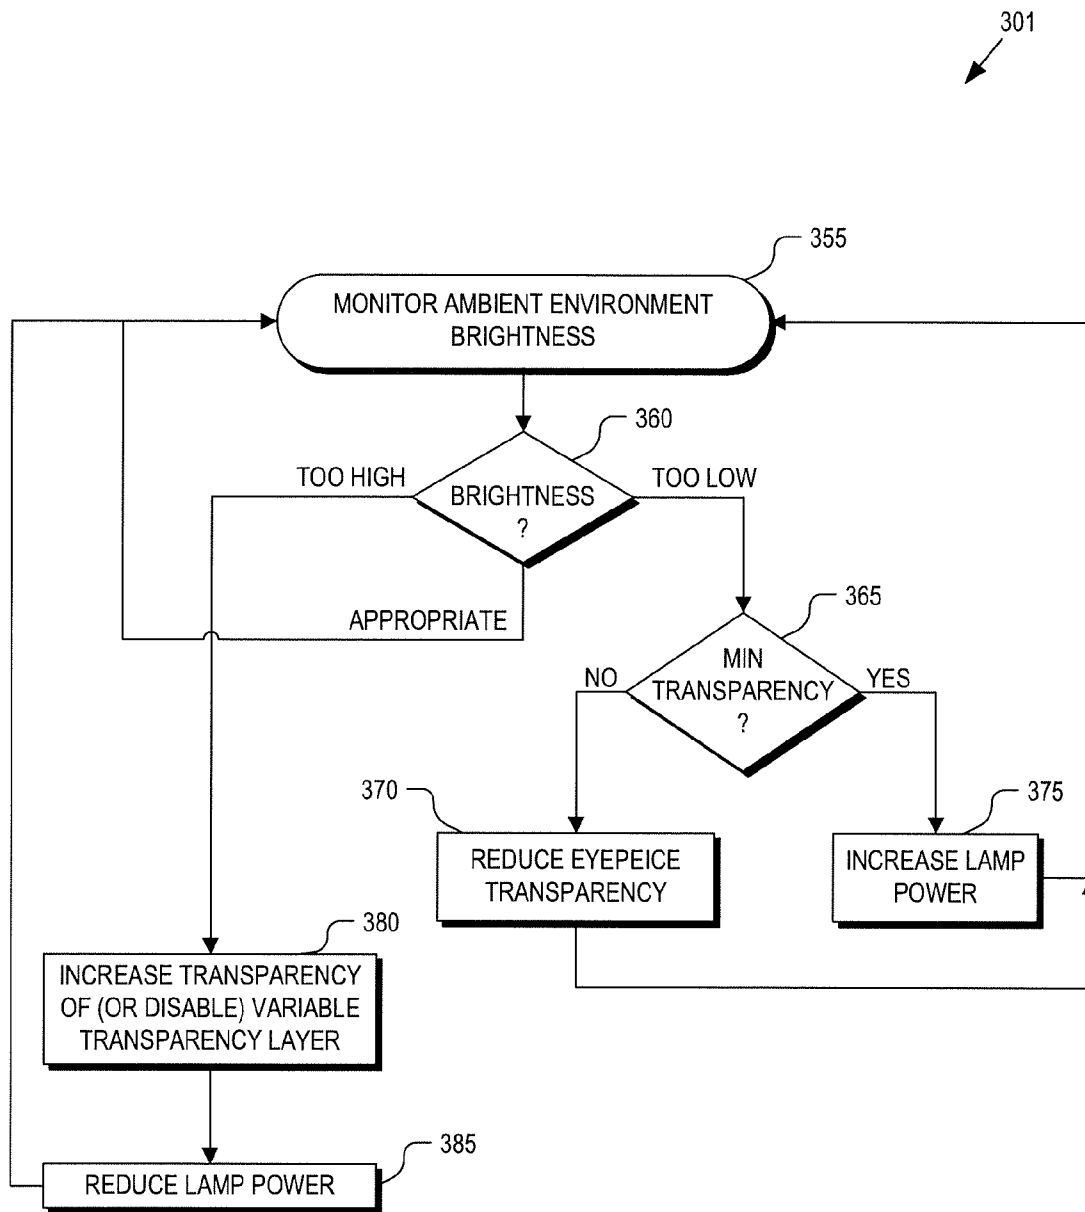 301
355
MONITOR AMBIENT ENVIRONMENT
BRIGHTNESS
360
TOO HIGH
TOO LOW
BRIGHTNESS
?
APPROPRIATE
365
MIN
TRANSPARENCY
?
NO
YES
370
375
REDUCE EYEPEICE
TRANSPARENCY
INCREASE LAMP
POWER
380
INCREASE TRANSPARENCY
OF (OR DISABLE) VARIABLE
TRANSPARENCY LAYER
385
REDUCE LAMP POWER